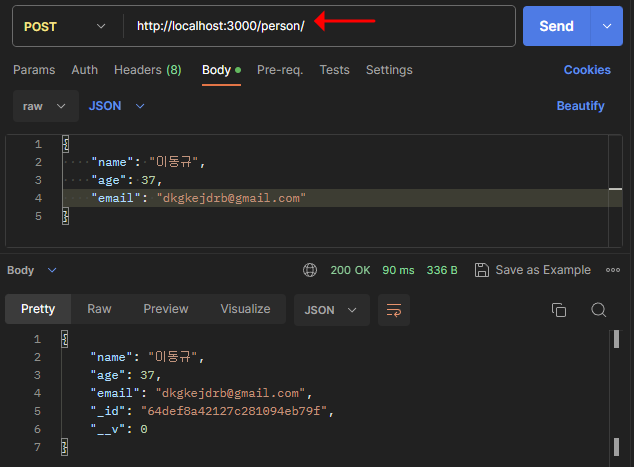 POST http://localhost:3000/person/ Send
Params Auth Headers (8) Body Pre-req. Tests Settings Cookies
raw JSON Beautify
1 {
2 "name": "이동규",
3 "age": 37,
4 "email": "dkgkejdrb@gmail.com"
5 }
Body 200 OK 90 ms 336 B Save as Example
Pretty Raw Preview Visualize JSON
1 {
2 "name": "이동규",
3 "age": 37,
4 "email": "dkgkejdrb@gmail.com",
5 "_id": "64def8a42127c281094eb79f",
6 "__v": 0
7 }